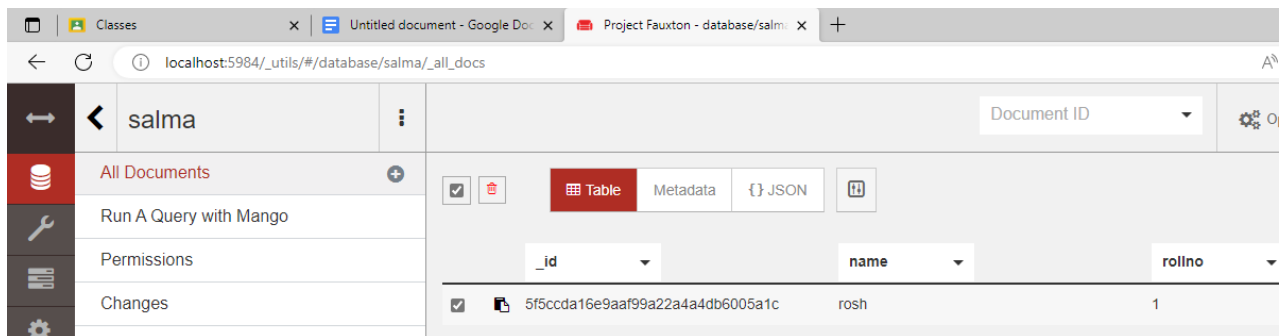 Classes
Untitled document - Google Doc
Project Fauxton - database/salma
localhost:5984/_utils/#/database/salma/_all_docs
salma
Document ID
All Documents
Table
Metadata
{ } JSON
Run A Query with Mango
Permissions
_id
name
rollno
Changes
5f5ccda16e9aaf99a22a4a4db6005a1c
rosh
1